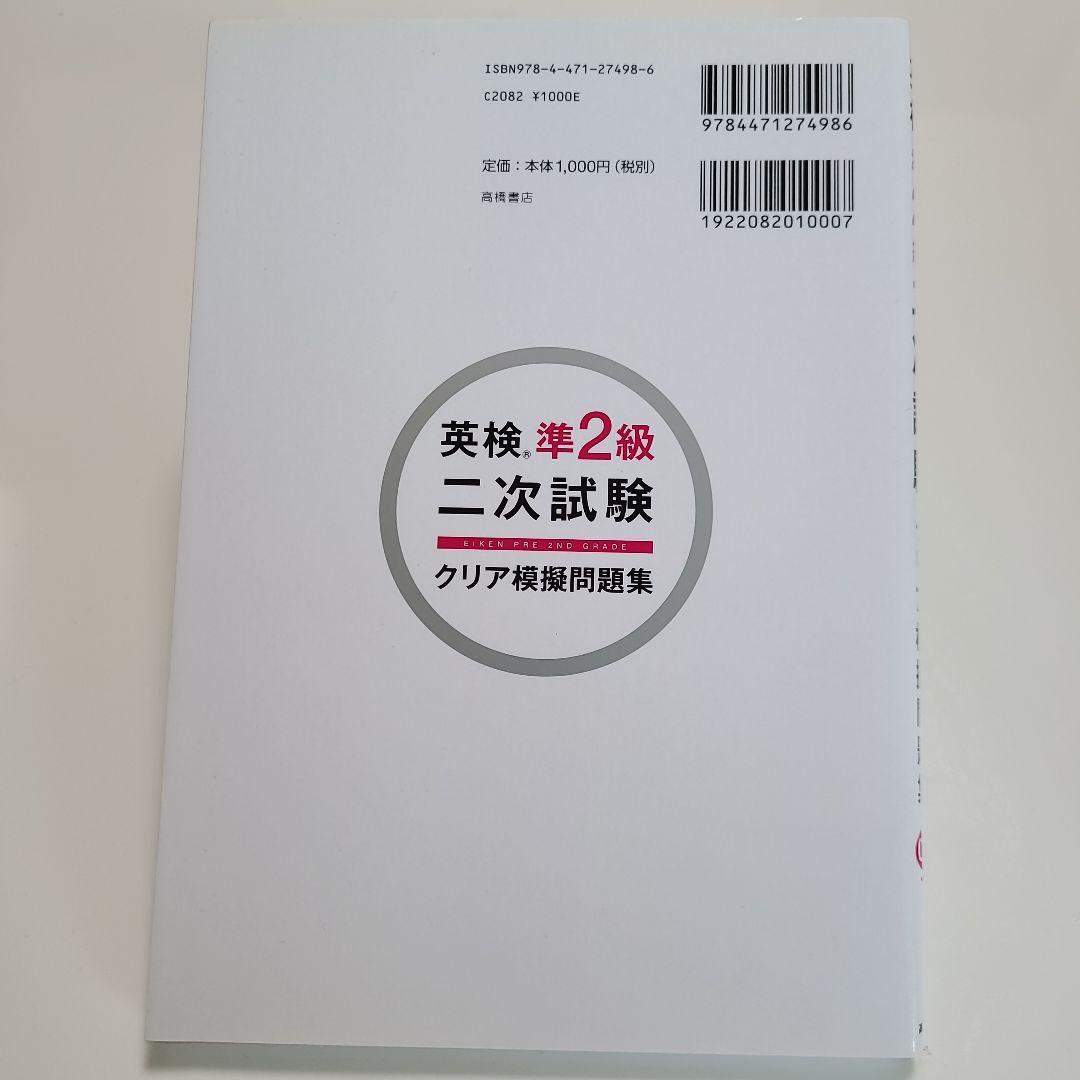 ISBN978-4-471-27498-6
C2082 ¥1000E
9784471274986
定価：本体1,000円（税別）
高橋書店
1922082010007
英検®準2級
二次試験
EIKEN PRE 2ND GRADE
クリア模擬問題集